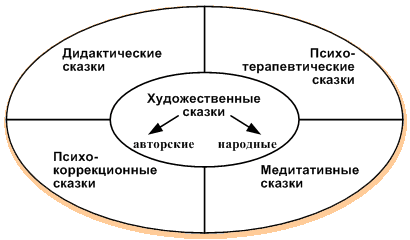 Дидактические
сказки
Психо-
терапевтические
сказки
Художественные
сказки
авторские народные
Психо-
коррекционные
сказки
Медитативные
сказки